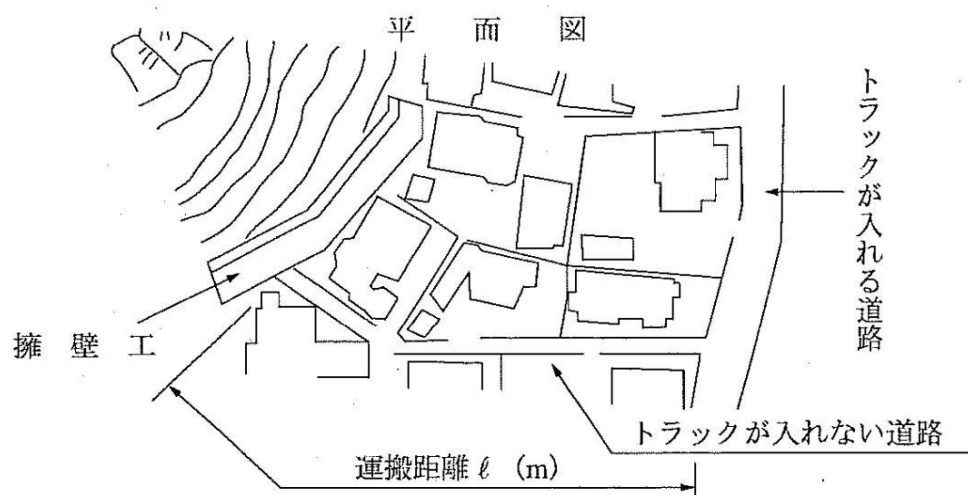 平面図
トラックが入れる道路
擁壁工
トラックが入れない道路
運搬距離ℓ (m)